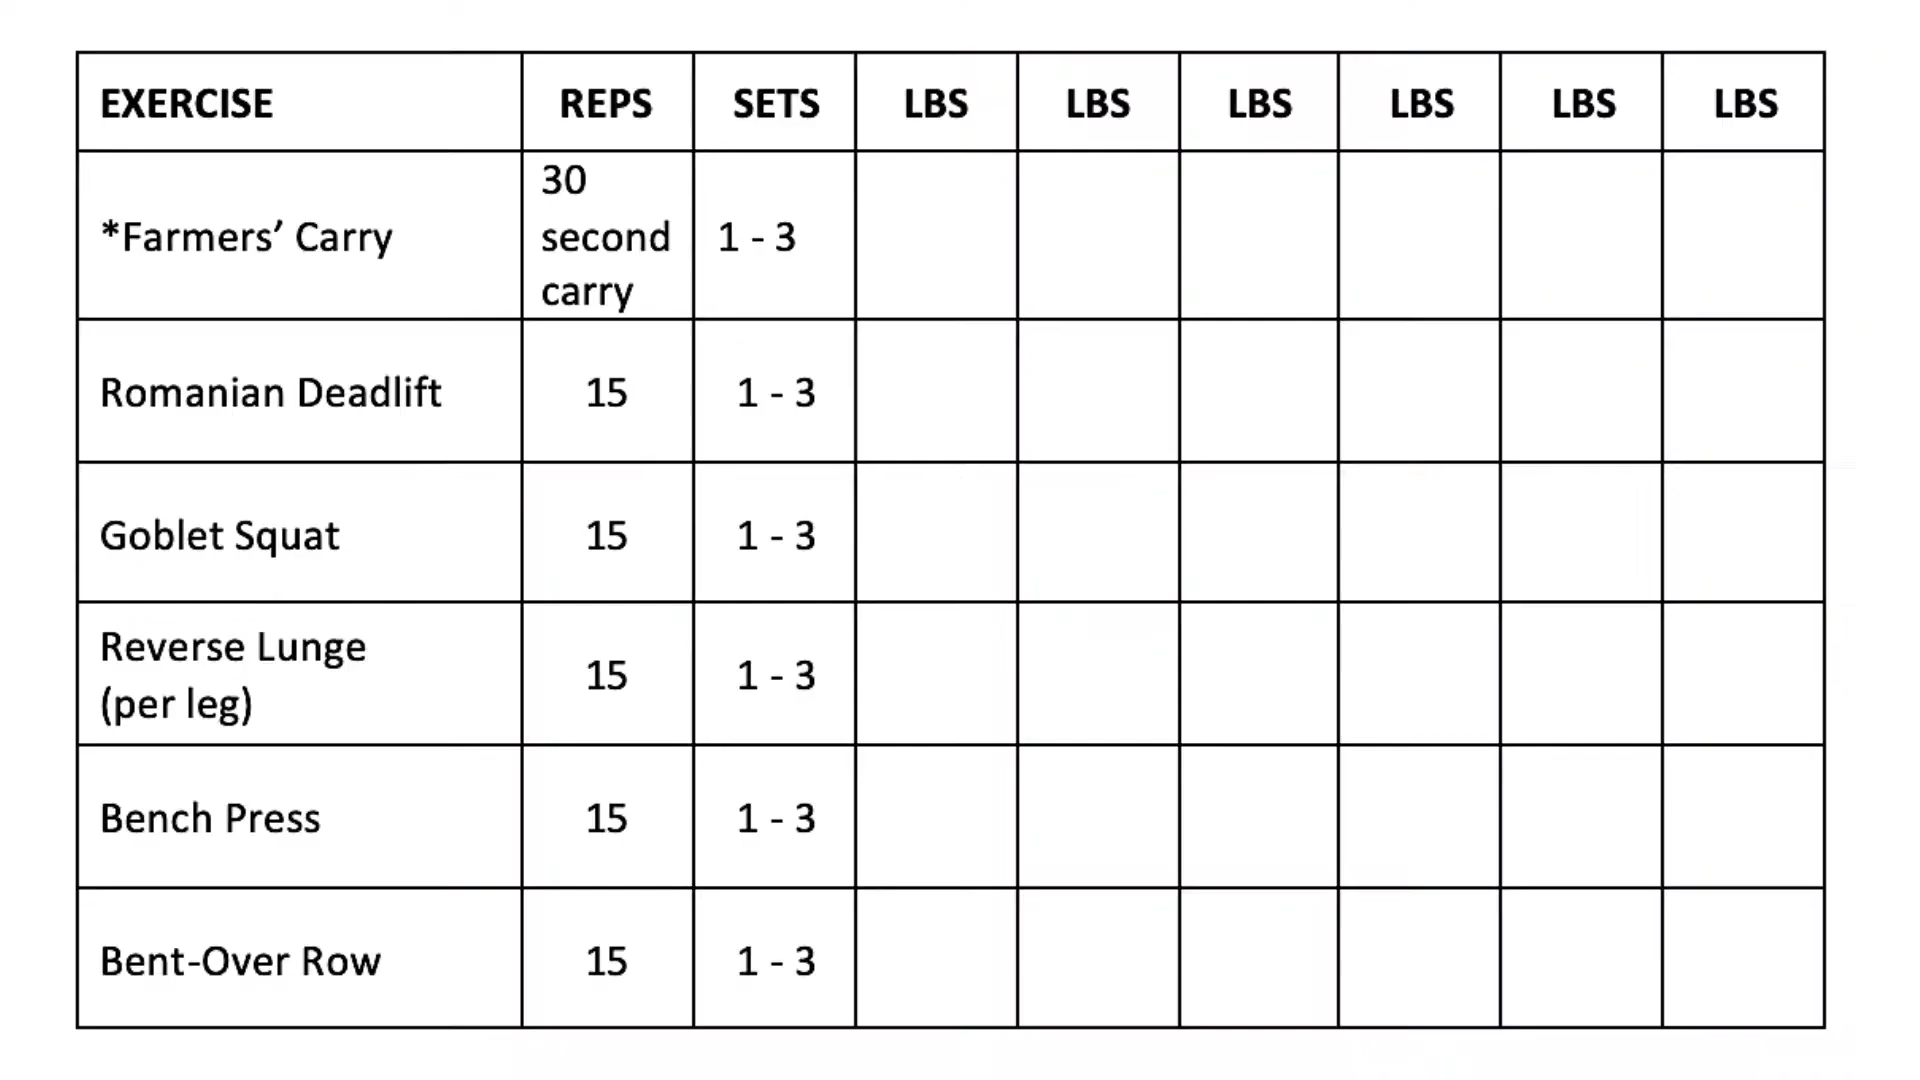 EXERCISE REPS SETS LBS LBS LBS LBS LBS LBS
*Farmers’ Carry 30 second carry 1 - 3
Romanian Deadlift 15 1 - 3
Goblet Squat 15 1 - 3
Reverse Lunge (per leg) 15 1 - 3
Bench Press 15 1 - 3
Bent-Over Row 15 1 - 3